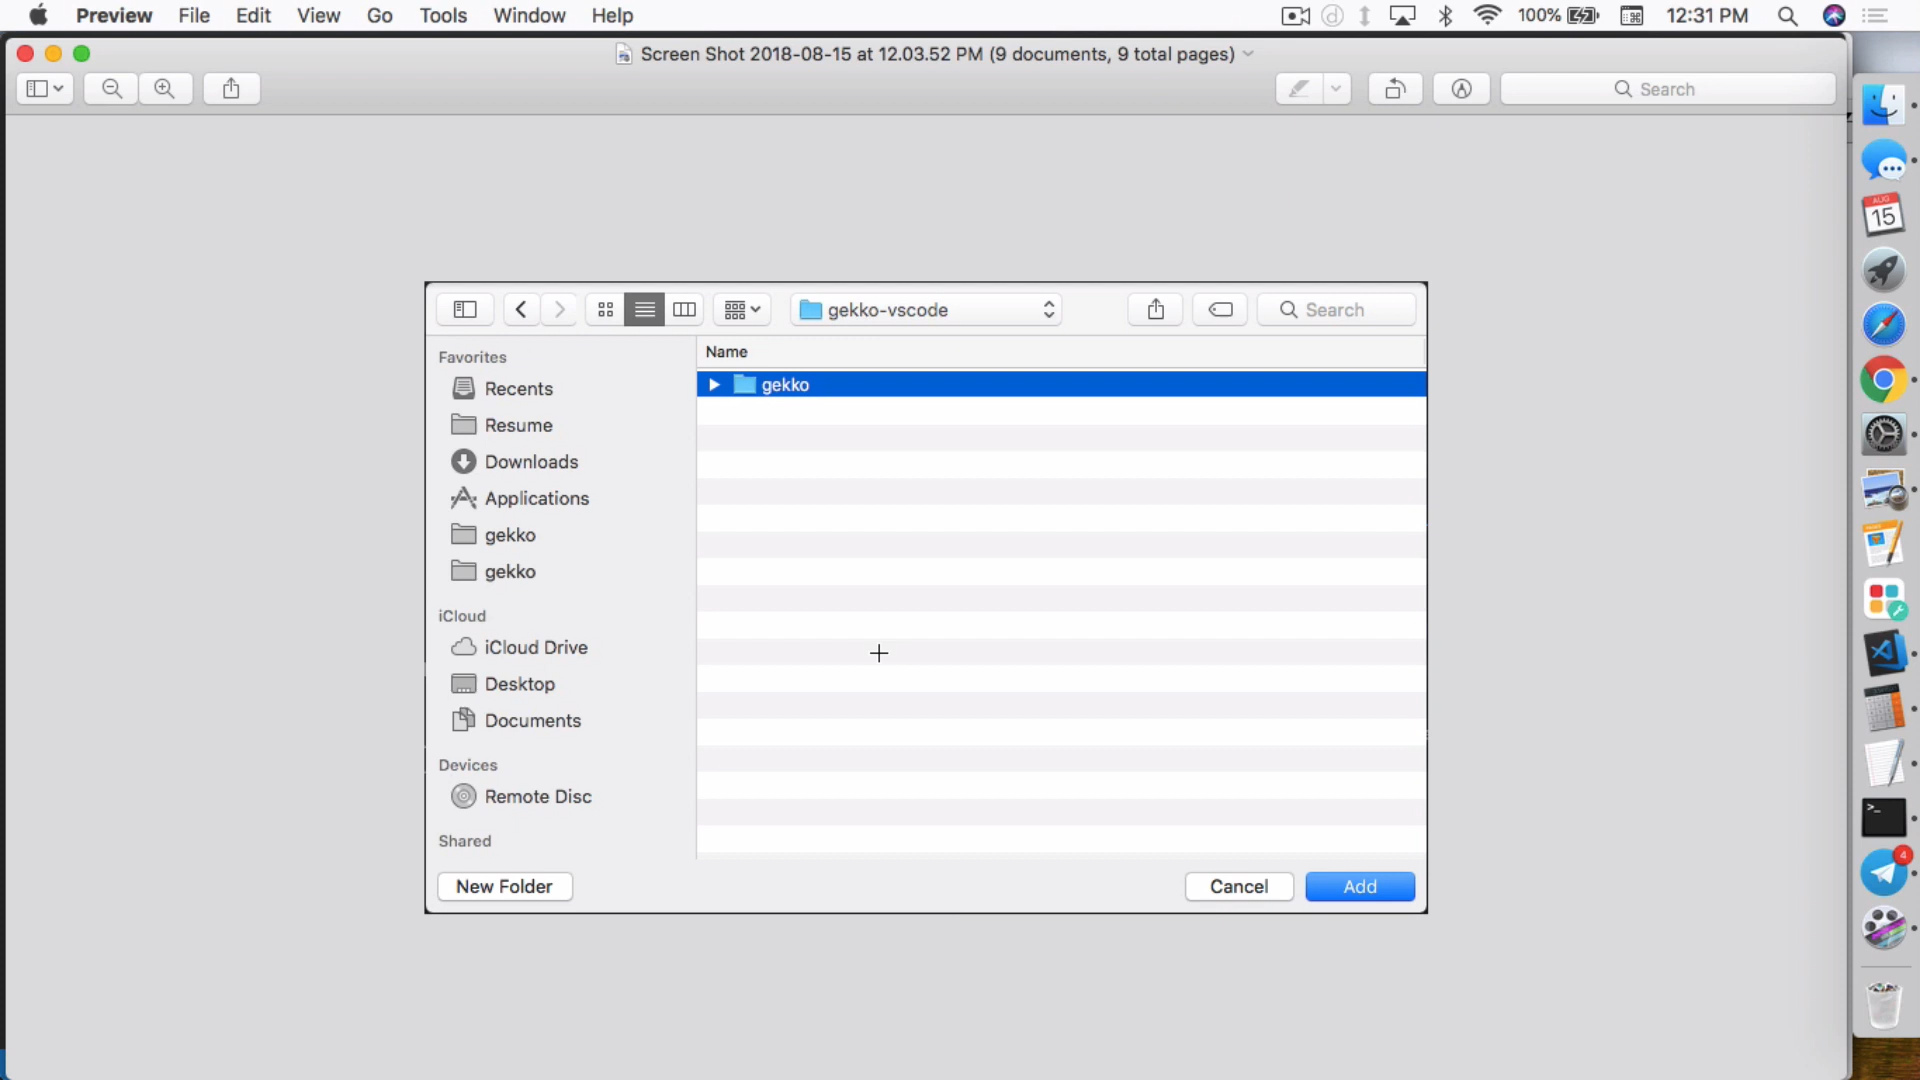 Preview File Edit View Go Tools Window Help 100% 12:31 PM
Screen Shot 2018-08-15 at 12.03.52 PM (9 documents, 9 total pages)
Search
gekko-vscode Search
Favorites
Recents
Resume
Downloads
Applications
gekko
gekko
iCloud
iCloud Drive
Desktop
Documents
Devices
Remote Disc
Shared
Name
gekko
New Folder Cancel Add
AUG
15
4